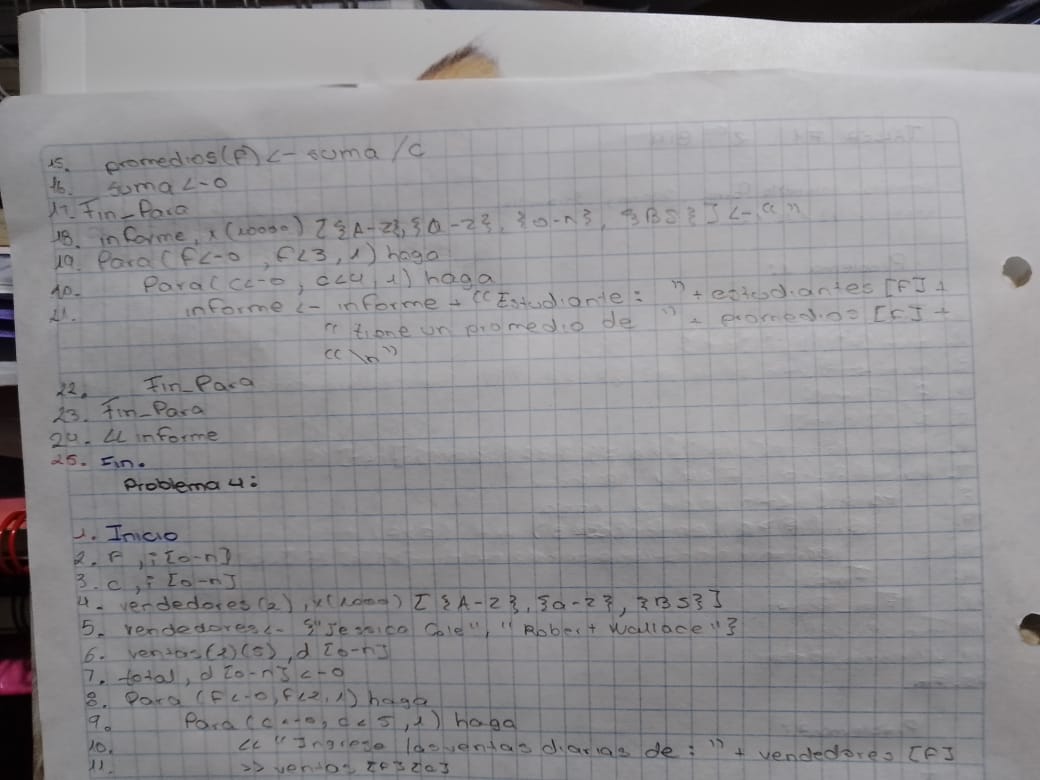 15. promedios(f) <- suma / c
16. suma <- 0
17. Fin_Para
18. informe, x(10000) [{A-Z},{a-z}, {0-n}, {BS}] <- “ ”
19. Para (f<-0, f<3, 1) haga
20. Para (c<-0, c<4, 1) haga
21. informe <- informe + “Estudiante: ” + estudiantes [f] +
“ tiene un promedio de ” + promedios [f] +
“\n”
22. Fin_Para
23. Fin_Para
24. << informe
25. Fin.
Problema 4:
1. Inicio
2. F, i [0-n]
3. c, i [0-n]
4. vendedores(2), x(1000) [{A-Z}, {a-z}, {BS}]
5. vendedores <- {"Jessica Cole", "Robert Wallace"}
6. ventas(2)(5), d [0-n]
7. total, d [0-n] <-0
8. Para (f<-0, f<2, 1) haga
9. Para (c<-0, c<5, 1) haga
10. << “Ingrese las ventas diarias de: ” + vendedores [f]
11. >> ventas [f][c]